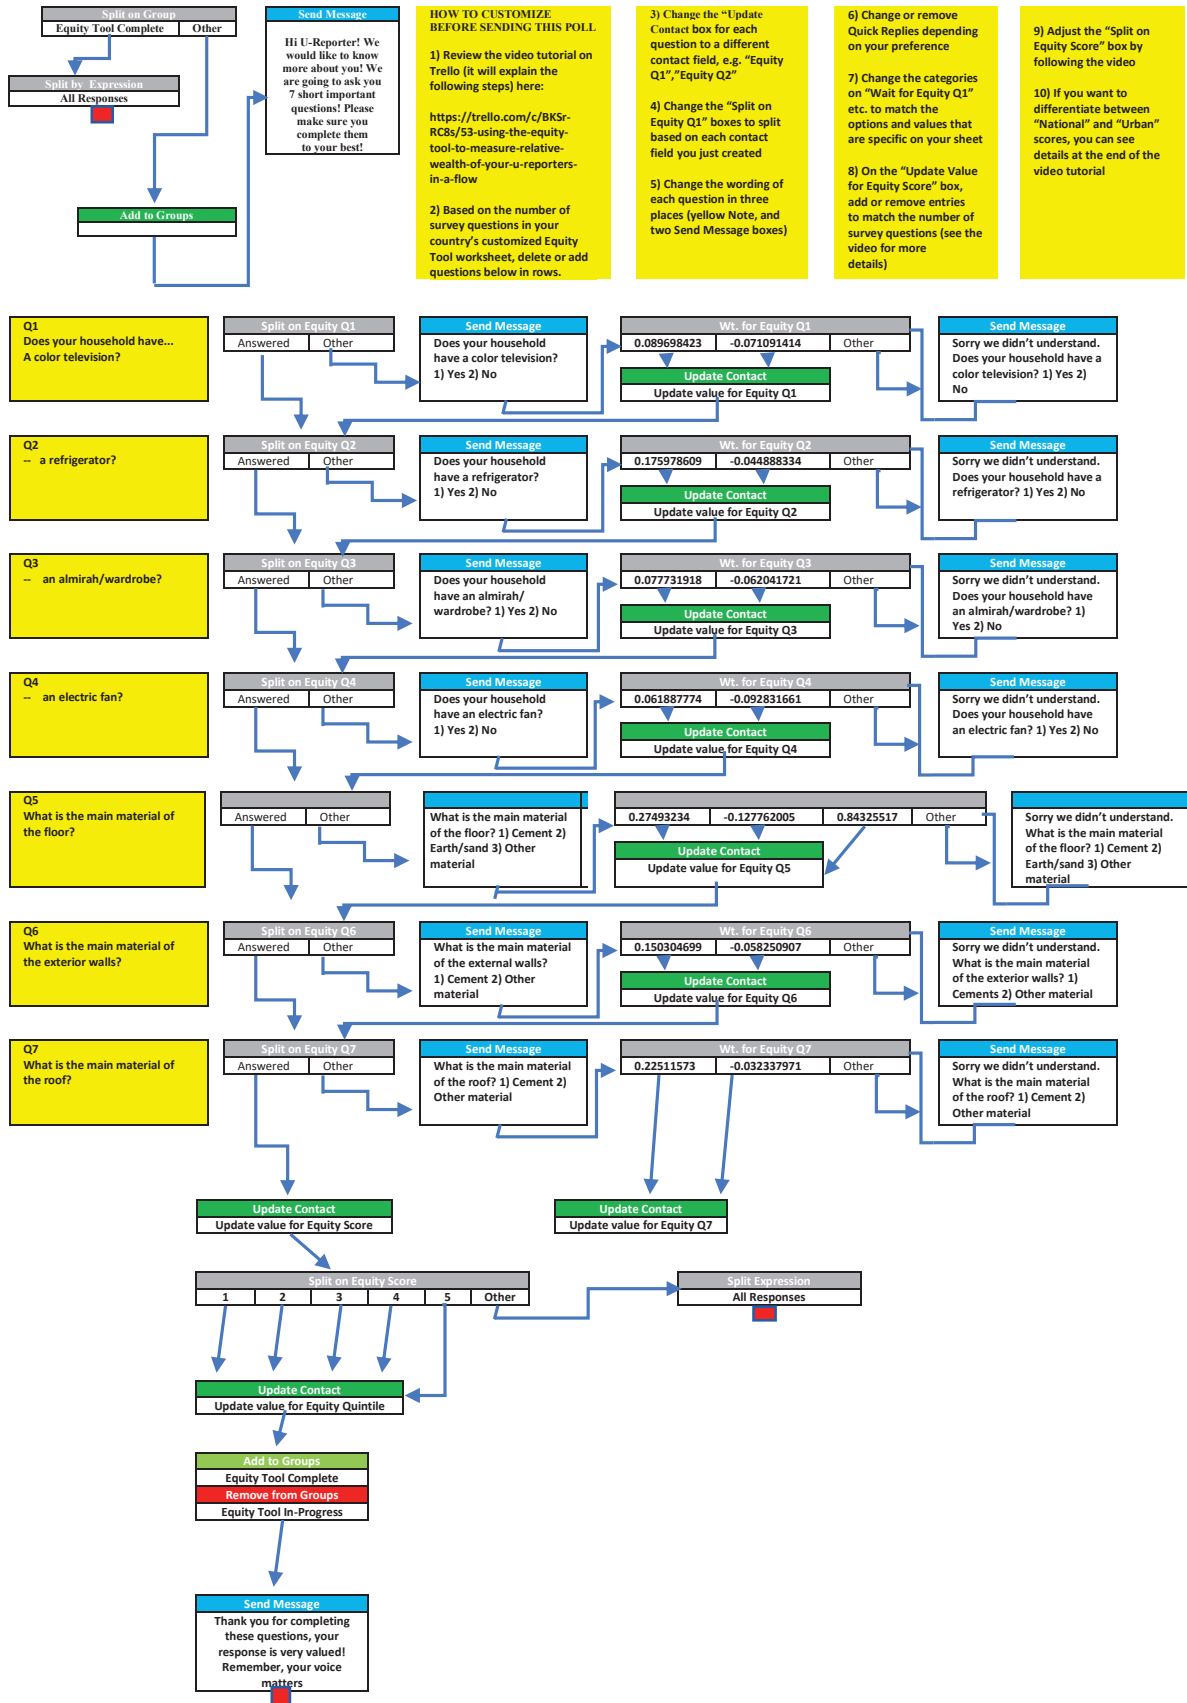 Split on Group
Equity Tool Complete Other
Split by Expression
All Responses
Add to Groups
Send Message
Hi U-Reporter! We
would like to know
more about you! We
are going to ask you
7 short important
questions! Please
make sure you
complete them
to your best!
HOW TO CUSTOMIZE
BEFORE SENDING THIS POLL
1) Review the video tutorial on
Trello (it will explain the
following steps) here:
https://trello.com/c/BKSr-
RC8s/53-using-the-equity-
tool-to-measure-relative-
wealth-of-your-u-reporters-
in-a-flow
2) Based on the number of
survey questions in your
country's customized Equity
Tool worksheet, delete or add
questions below in rows.
3) Change the "Update
Contact box for each
question to a different
contact field, e.g. "Equity
Q1","Equity Q2"
4) Change the "Split on
Equity Q1" boxes to split
based on each contact
field you just created
5) Change the wording of
each question in three
places (yellow Note, and
two Send Message boxes)
6) Change or remove
Quick Replies depending
on your preference
7) Change the categories
on "Wait for Equity Q1"
etc. to match the
options and values that
are specific on your sheet
8) On the "Update Value
for Equity Score" box,
add or remove entries
to match the number of
survey questions (see the
video for more
details)
9) Adjust the "Split on
Equity Score" box by
following the video
10) If you want to
differentiate between
"National" and "Urban"
scores, you can see
details at the end of the
video tutorial
Q1
Does your household have...
A color television?
Split on Equity Q1
Answered Other
Send Message
Does your household
have a color television?
1) Yes 2) No
Wt. for Equity Q1
0.089698423 -0.071091414 Other
Update Contact
Update value for Equity Q1
Send Message
Sorry we didn't understand.
Does your household have a
color television? 1) Yes 2)
No
Q2
-- a refrigerator?
Split on Equity Q2
Answered Other
Send Message
Does your household
have a refrigerator?
1) Yes 2) No
Wt. for Equity Q2
0.175978609 -0.044888334 Other
Update Contact
Update value for Equity Q2
Send Message
Sorry we didn't understand.
Does your household have a
refrigerator? 1) Yes 2) No
Q3
-- an almirah/wardrobe?
Split on Equity Q3
Answered Other
Send Message
Does your household
have an almirah/
wardrobe? 1) Yes 2) No
Wt. for Equity Q3
0.077731918 -0.062041721 Other
Update Contact
Update value for Equity Q3
Send Message
Sorry we didn't understand.
Does your household have
an almirah/wardrobe? 1)
Yes 2) No
Q4
-- an electric fan?
Split on Equity Q4
Answered Other
Send Message
Does your household
have an electric fan?
1) Yes 2) No
Wt. for Equity Q4
0.061887774 -0.092831661 Other
Update Contact
Update value for Equity Q4
Send Message
Sorry we didn't understand.
Does your household have
an electric fan? 1) Yes 2) No
Q5
What is the main material of
the floor?
Answered Other
What is the main material
of the floor? 1) Cement 2)
Earth/sand 3) Other
material
0.27493234 -0.127762005 0.84325517 Other
Update Contact
Update value for Equity Q5
Sorry we didn't understand.
What is the main material
of the floor? 1) Cement 2)
Earth/sand 3) Other
material
Q6
What is the main material of
the exterior walls?
Split on Equity Q6
Answered Other
Send Message
What is the main material
of the external walls?
1) Cement 2) Other
material
Wt. for Equity Q6
0.150304699 -0.058250907 Other
Update Contact
Update value for Equity Q6
Send Message
Sorry we didn't understand.
What is the main material
of the exterior walls? 1)
Cements 2) Other material
Q7
What is the main material of
the roof?
Split on Equity Q7
Answered Other
Send Message
What is the main material
of the roof? 1) Cement 2)
Other material
Wt. for Equity Q7
0.22511573 -0.032337971 Other
Send Message
Sorry we didn't understand.
What is the main material
of the roof? 1) Cement 2)
Other material
Update Contact
Update value for Equity Score
Update Contact
Update value for Equity Q7
Split on Equity Score
1 2 3 4 5 Other
Split Expression
All Responses
Update Contact
Update value for Equity Quintile
Add to Groups
Equity Tool Complete
Remove from Groups
Equity Tool In-Progress
Send Message
Thank you for completing
these questions, your
response is very valued!
Remember, your voice
matters